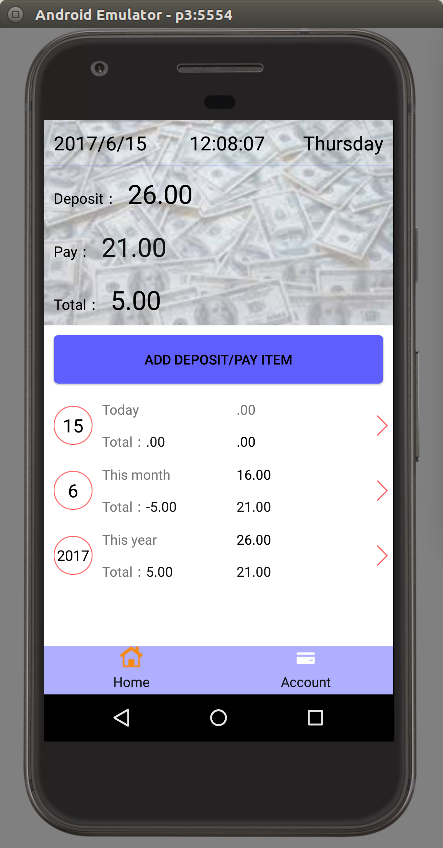 Android Emulator - p3:5554
2017/6/15 12:08:07 Thursday
Deposit : 26.00
Pay : 21.00
Total : 5.00
ADD DEPOSIT/PAY ITEM
15 Today .00
Total : .00 .00
6 This month 16.00
Total : -5.00 21.00
2017 This year 26.00
Total : 5.00 21.00
Home Account